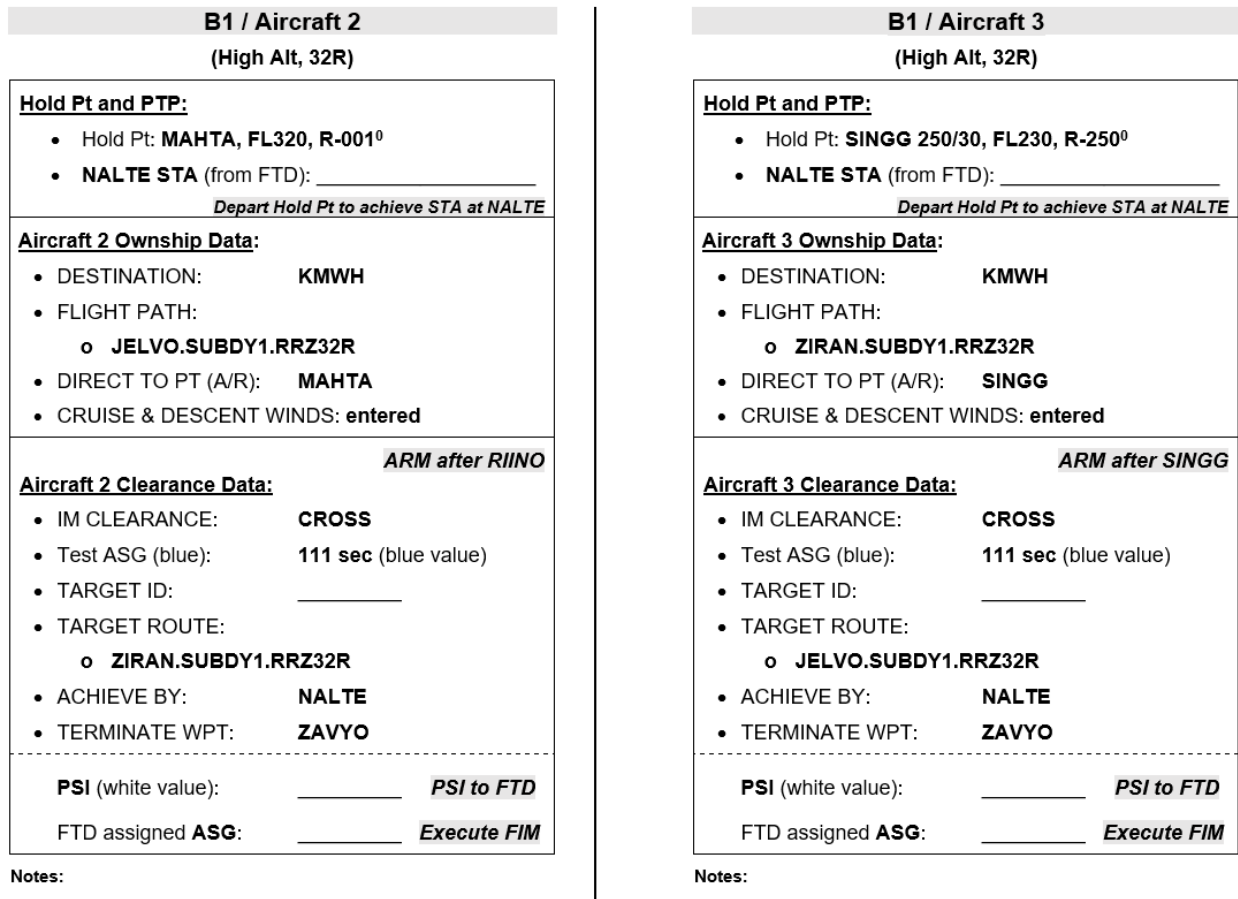 B1 / Aircraft 2
(High Alt, 32R)
Hold Pt and PTP:
• Hold Pt: MAHTA, FL320, R-001⁰
• NALTE STA (from FTD): ____________________
Depart Hold Pt to achieve STA at NALTE
Aircraft 2 Ownship Data:
• DESTINATION: KMWH
• FLIGHT PATH:
o JELVO.SUBDY1.RRZ32R
• DIRECT TO PT (A/R): MAHTA
• CRUISE & DESCENT WINDS: entered
ARM after RIINO
Aircraft 2 Clearance Data:
• IM CLEARANCE: CROSS
• Test ASG (blue): 111 sec (blue value)
• TARGET ID: _________
• TARGET ROUTE:
o ZIRAN.SUBDY1.RRZ32R
• ACHIEVE BY: NALTE
• TERMINATE WPT: ZAVYO
PSI (white value): _________ PSI to FTD
FTD assigned ASG: _________ Execute FIM
Notes:
B1 / Aircraft 3
(High Alt, 32R)
Hold Pt and PTP:
• Hold Pt: SINGG 250/30, FL230, R-250⁰
• NALTE STA (from FTD): ____________________
Depart Hold Pt to achieve STA at NALTE
Aircraft 3 Ownship Data:
• DESTINATION: KMWH
• FLIGHT PATH:
o ZIRAN.SUBDY1.RRZ32R
• DIRECT TO PT (A/R): SINGG
• CRUISE & DESCENT WINDS: entered
ARM after SINGG
Aircraft 3 Clearance Data:
• IM CLEARANCE: CROSS
• Test ASG (blue): 111 sec (blue value)
• TARGET ID: _________
• TARGET ROUTE:
o JELVO.SUBDY1.RRZ32R
• ACHIEVE BY: NALTE
• TERMINATE WPT: ZAVYO
PSI (white value): _________ PSI to FTD
FTD assigned ASG: _________ Execute FIM
Notes: